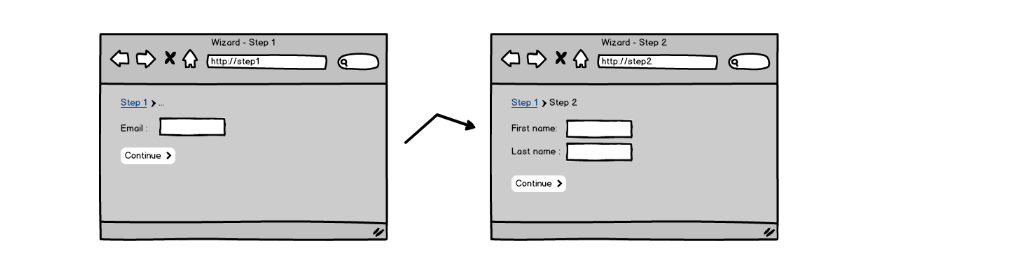 Wizard - Step 1
http://step1
Step 1 > ...
Email :
Continue >
Wizard - Step 2
http://step2
Step 1 > Step 2
First name:
Last name :
Continue >